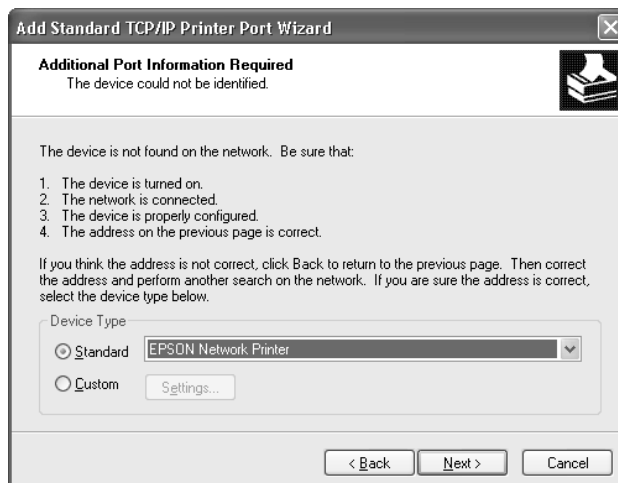 Add Standard TCP/IP Printer Port Wizard
Additional Port Information Required
The device could not be identified.
The device is not found on the network.  Be sure that:
1.  The device is turned on.
2.  The network is connected.
3.  The device is properly configured.
4.  The address on the previous page is correct.
If you think the address is not correct, click Back to return to the previous page.  Then correct
the address and perform another search on the network.  If you are sure the address is correct,
select the device type below.
Device Type
Standard EPSON Network Printer
Custom Settings...
< Back Next > Cancel